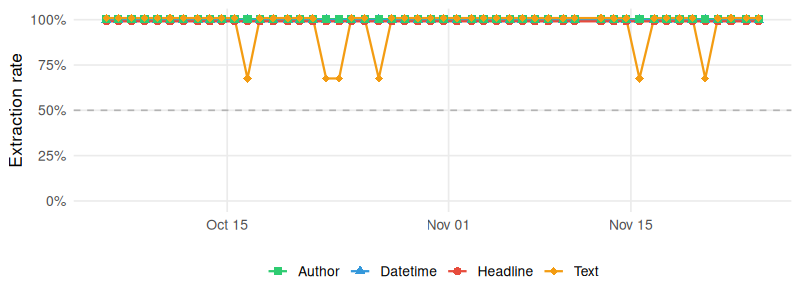 100%
75%
50%
25%
0%
Extraction rate
Oct 15 Nov 01 Nov 15
Author Datetime Headline Text